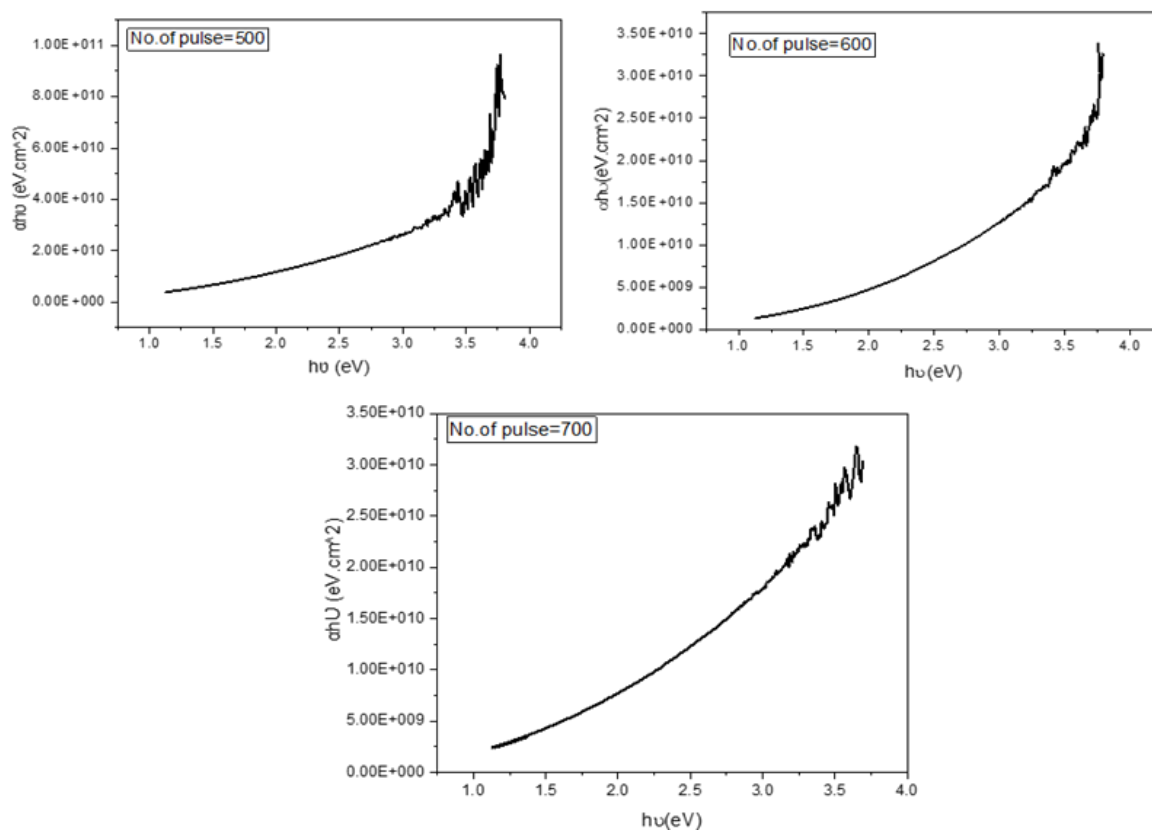 No.of pulse=500
1.00E+011
8.00E+010
6.00E+010
4.00E+010
2.00E+010
0.00E+000
αhυ (eV.cm^2)
1.0 1.5 2.0 2.5 3.0 3.5 4.0
hυ (eV)
No.of pulse=600
3.50E+010
3.00E+010
2.50E+010
2.00E+010
1.50E+010
1.00E+010
5.00E+009
0.00E+000
αhυ(eV.cm^2)
1.0 1.5 2.0 2.5 3.0 3.5 4.0
hυ(eV)
No.of pulse=700
3.50E+010
3.00E+010
2.50E+010
2.00E+010
1.50E+010
1.00E+010
5.00E+009
0.00E+000
αhƲ (eV.cm^2)
1.0 1.5 2.0 2.5 3.0 3.5 4.0
hυ(eV)